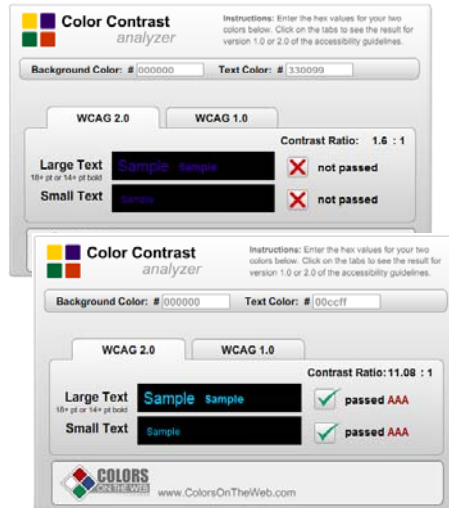 Color Contrast
analyzer
Instructions: Enter the hex values for your two
colors below. Click on the tabs to see the result for
version 1.0 or 2.0 of the accessibility guidelines.
Background Color: # 000000 Text Color: # 330099
WCAG 2.0 WCAG 1.0
Contrast Ratio: 1.6 : 1
Large Text
18+ pt or 14+ pt bold
Sample Sample
not passed
Small Text
Sample
not passed
Color Contrast
analyzer
Instructions: Enter the hex values for your two
colors below. Click on the tabs to see the result for
version 1.0 or 2.0 of the accessibility guidelines.
Background Color: # 000000 Text Color: # 00ccff
WCAG 2.0 WCAG 1.0
Contrast Ratio: 11.08 : 1
Large Text
18+ pt or 14+ pt bold
Sample Sample
passed AAA
Small Text
Sample
passed AAA
COLORS
ON THE WEB
www.ColorsOnTheWeb.com